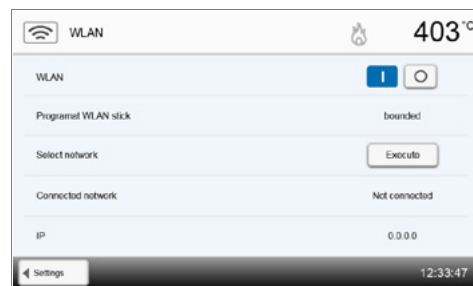 WLAN 403°C
WLAN I O
Programat WLAN stick bounded
Select network Execute
Connected network Not connected
IP 0.0.0.0
Settings 12:33:47